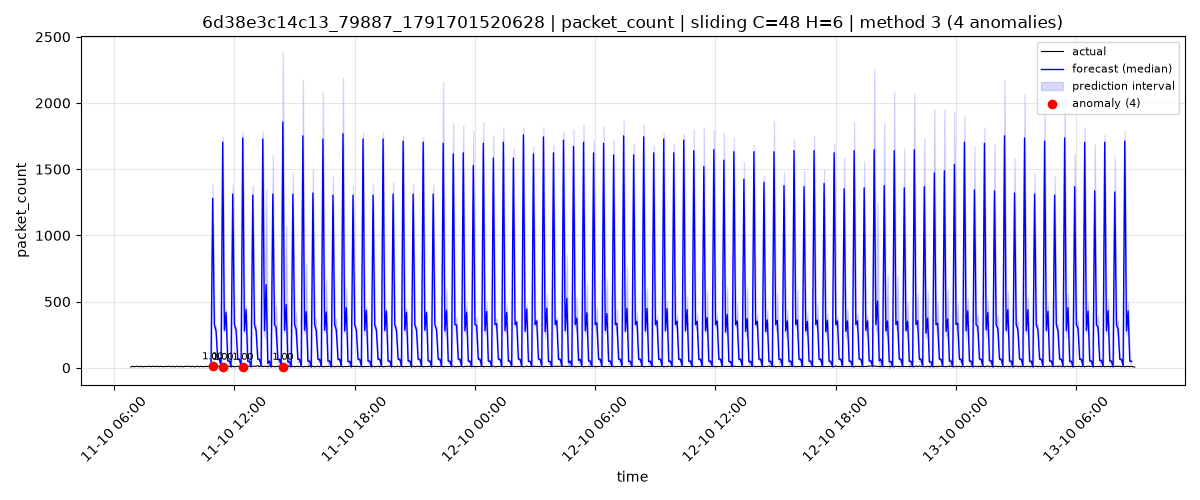 6d38e3c14c13_79887_1791701520628 | packet_count | sliding C=48 H=6 | method 3 (4 anomalies)
actual
forecast (median)
prediction interval
anomaly (4)
packet_count
2500
2000
1500
1000
500
0
1.00
1.00
11-10 06:00
11-10 12:00
11-10 18:00
12-10 00:00
12-10 06:00
12-10 12:00
12-10 18:00
13-10 00:00
13-10 06:00
time